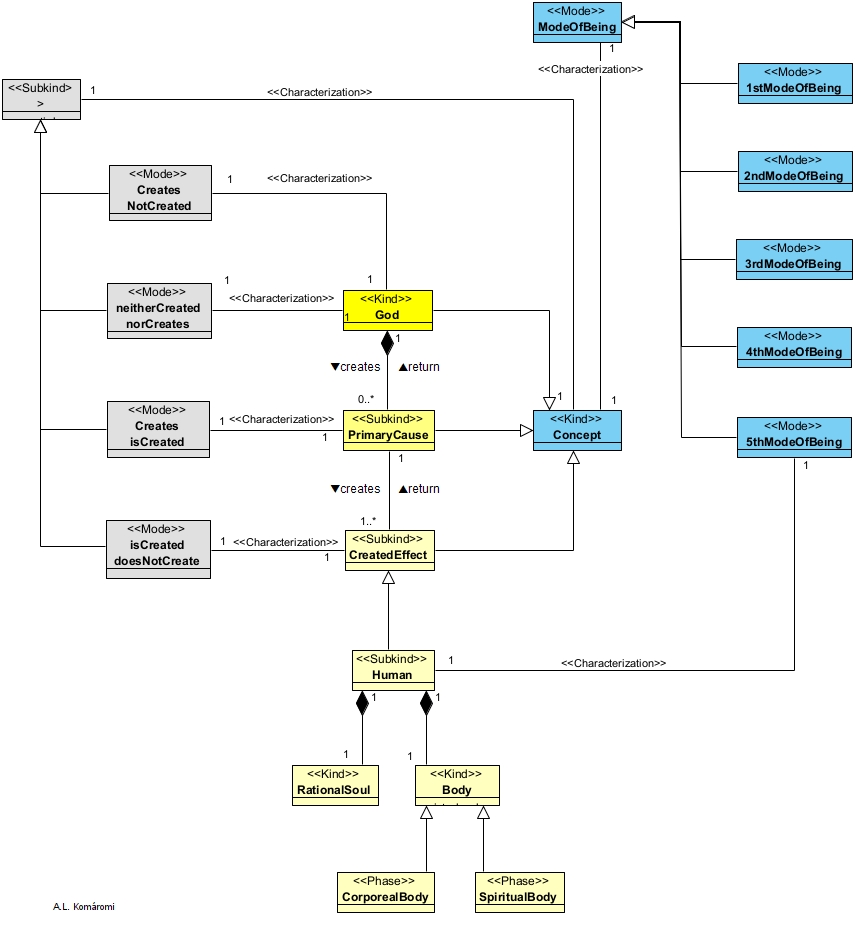 <<Mode>>
ModeOfBeing
1
<<Characterization>>
<<Mode>>
1stModeOfBeing
<<Subkind>
>
1
<<Characterization>>
<<Mode>>
Creates
NotCreated
1
<<Characterization>>
<<Mode>>
2ndModeOfBeing
<<Mode>>
3rdModeOfBeing
<<Mode>>
neitherCreated
norCreates
1
<<Characterization>>
1
1
<<Kind>>
God
1
▼creates
▲return
0..*
<<Mode>>
4thModeOfBeing
<<Mode>>
Creates
isCreated
1
<<Characterization>>
1
<<Subkind>>
PrimaryCause
1
1
1
<<Kind>>
Concept
<<Mode>>
5thModeOfBeing
1
▼creates
▲return
1..*
<<Mode>>
isCreated
doesNotCreate
1
<<Characterization>>
1
<<Subkind>>
CreatedEffect
<<Subkind>>
Human
1
<<Characterization>>
1
1
1
1
<<Kind>>
RationalSoul
<<Kind>>
Body
<<Phase>>
CorporealBody
<<Phase>>
SpiritualBody
A.L. Komáromi